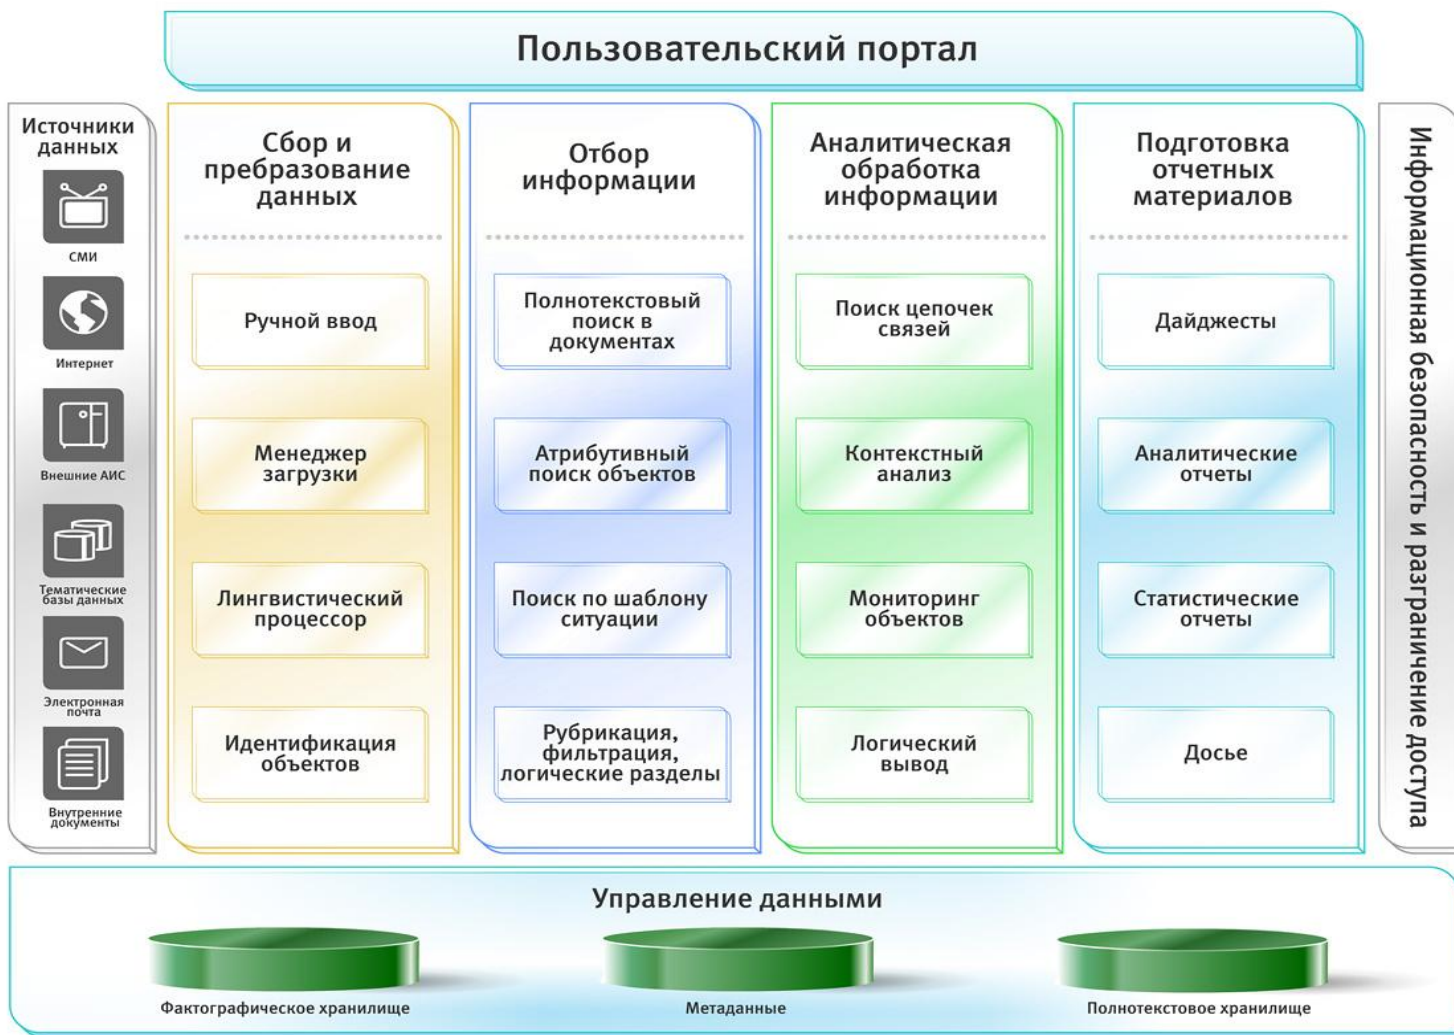 Пользовательский портал
Источники
данных
СМИ
Интернет
Внешние АИС
Тематические
базы данных
Электронная
почта
Внутренние
документы
Сбор и
пребразование
данных
Ручной ввод
Менеджер
загрузки
Лингвистический
процессор
Идентификация
объектов
Отбор
информации
Полнотекстовый
поиск в
документах
Атрибутивный
поиск объектов
Поиск по шаблону
ситуации
Рубрикация,
фильтрация,
логические разделы
Аналитическая
обработка
информации
Поиск цепочек
связей
Контекстный
анализ
Мониторинг
объектов
Логический
вывод
Подготовка
отчетных
материалов
Дайджесты
Аналитические
отчеты
Статистические
отчеты
Досье
Информационная безопасность и разграничение доступа
Управление данными
Фактографическое хранилище
Метаданные
Полнотекстовое хранилище